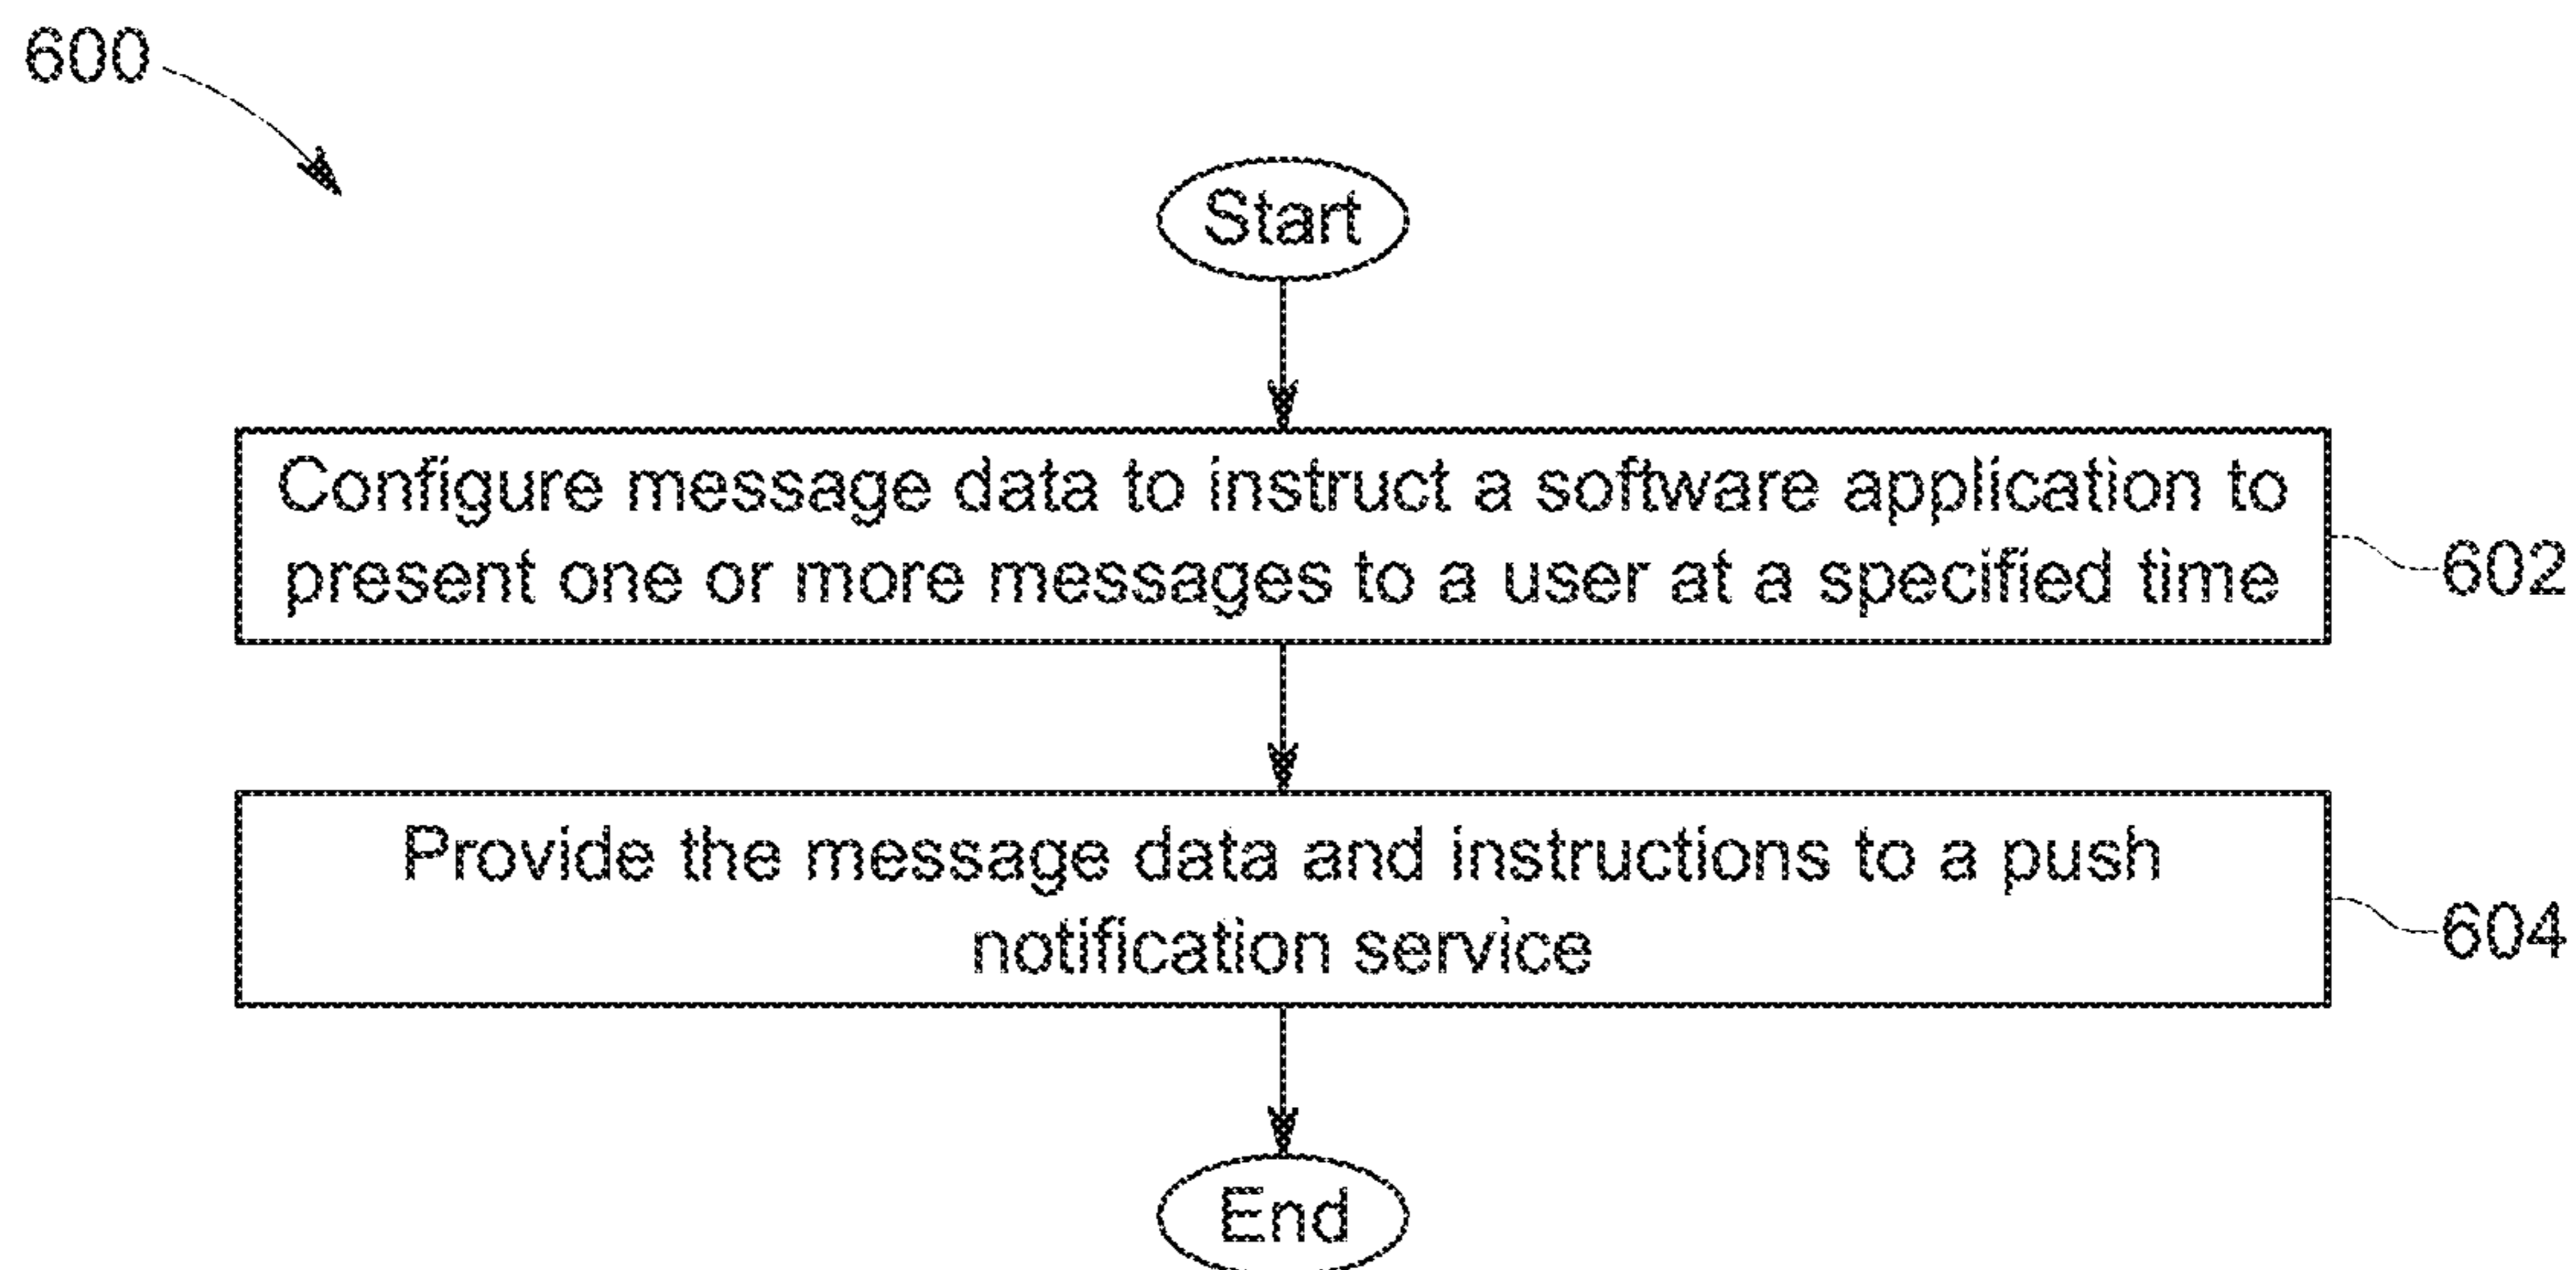 600
Start
Configure message data to instruct a software application to
present one or more messages to a user at a specified time
602
Provide the message data and instructions to a push
notification service
604
End